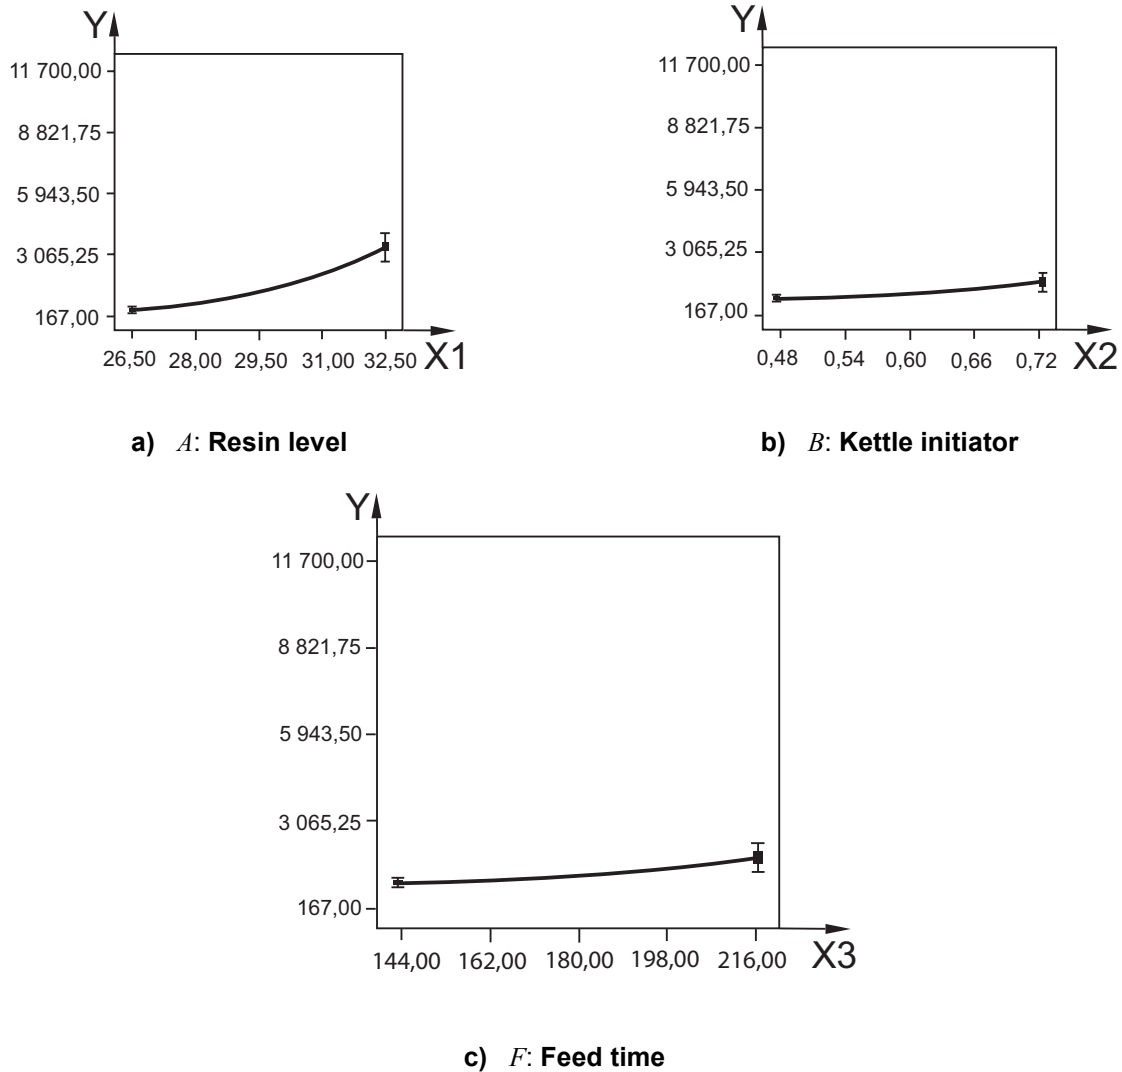 Y
11 700,00
8 821,75
5 943,50
3 065,25
167,00
26,50 28,00 29,50 31,00 32,50 X1
a) A: Resin level
Y
11 700,00
8 821,75
5 943,50
3 065,25
167,00
0,48 0,54 0,60 0,66 0,72 X2
b) B: Kettle initiator
Y
11 700,00
8 821,75
5 943,50
3 065,25
167,00
144,00 162,00 180,00 198,00 216,00 X3
c) F: Feed time